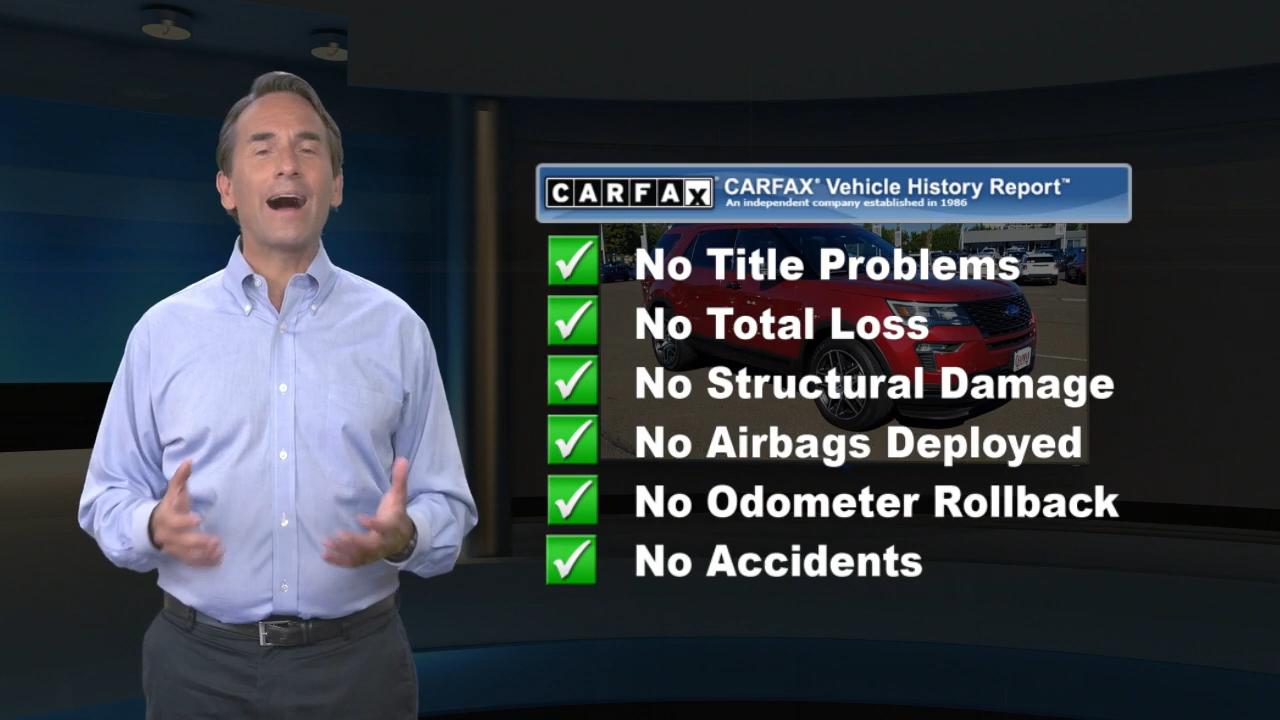 CARFAX® CARFAX® Vehicle History Report™
An independent company established in 1986
No Title Problems
No Total Loss
No Structural Damage
No Airbags Deployed
No Odometer Rollback
No Accidents